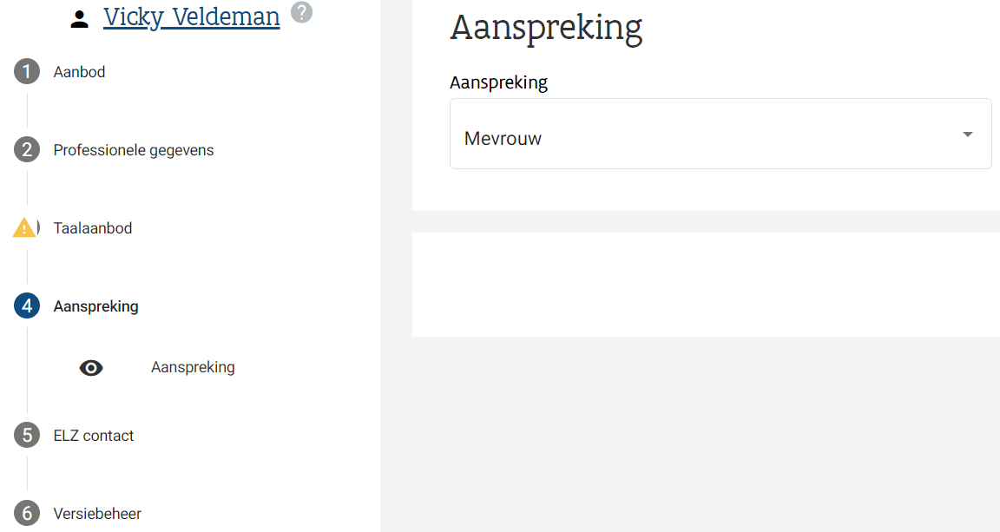 Vicky Veldeman ?
1 Aanbod
2 Professionele gegevens
Taalaanbod
4 Aanspreking
Aanspreking
5 ELZ contact
6 Versiebeheer
Aanspreking
Aanspreking
Mevrouw